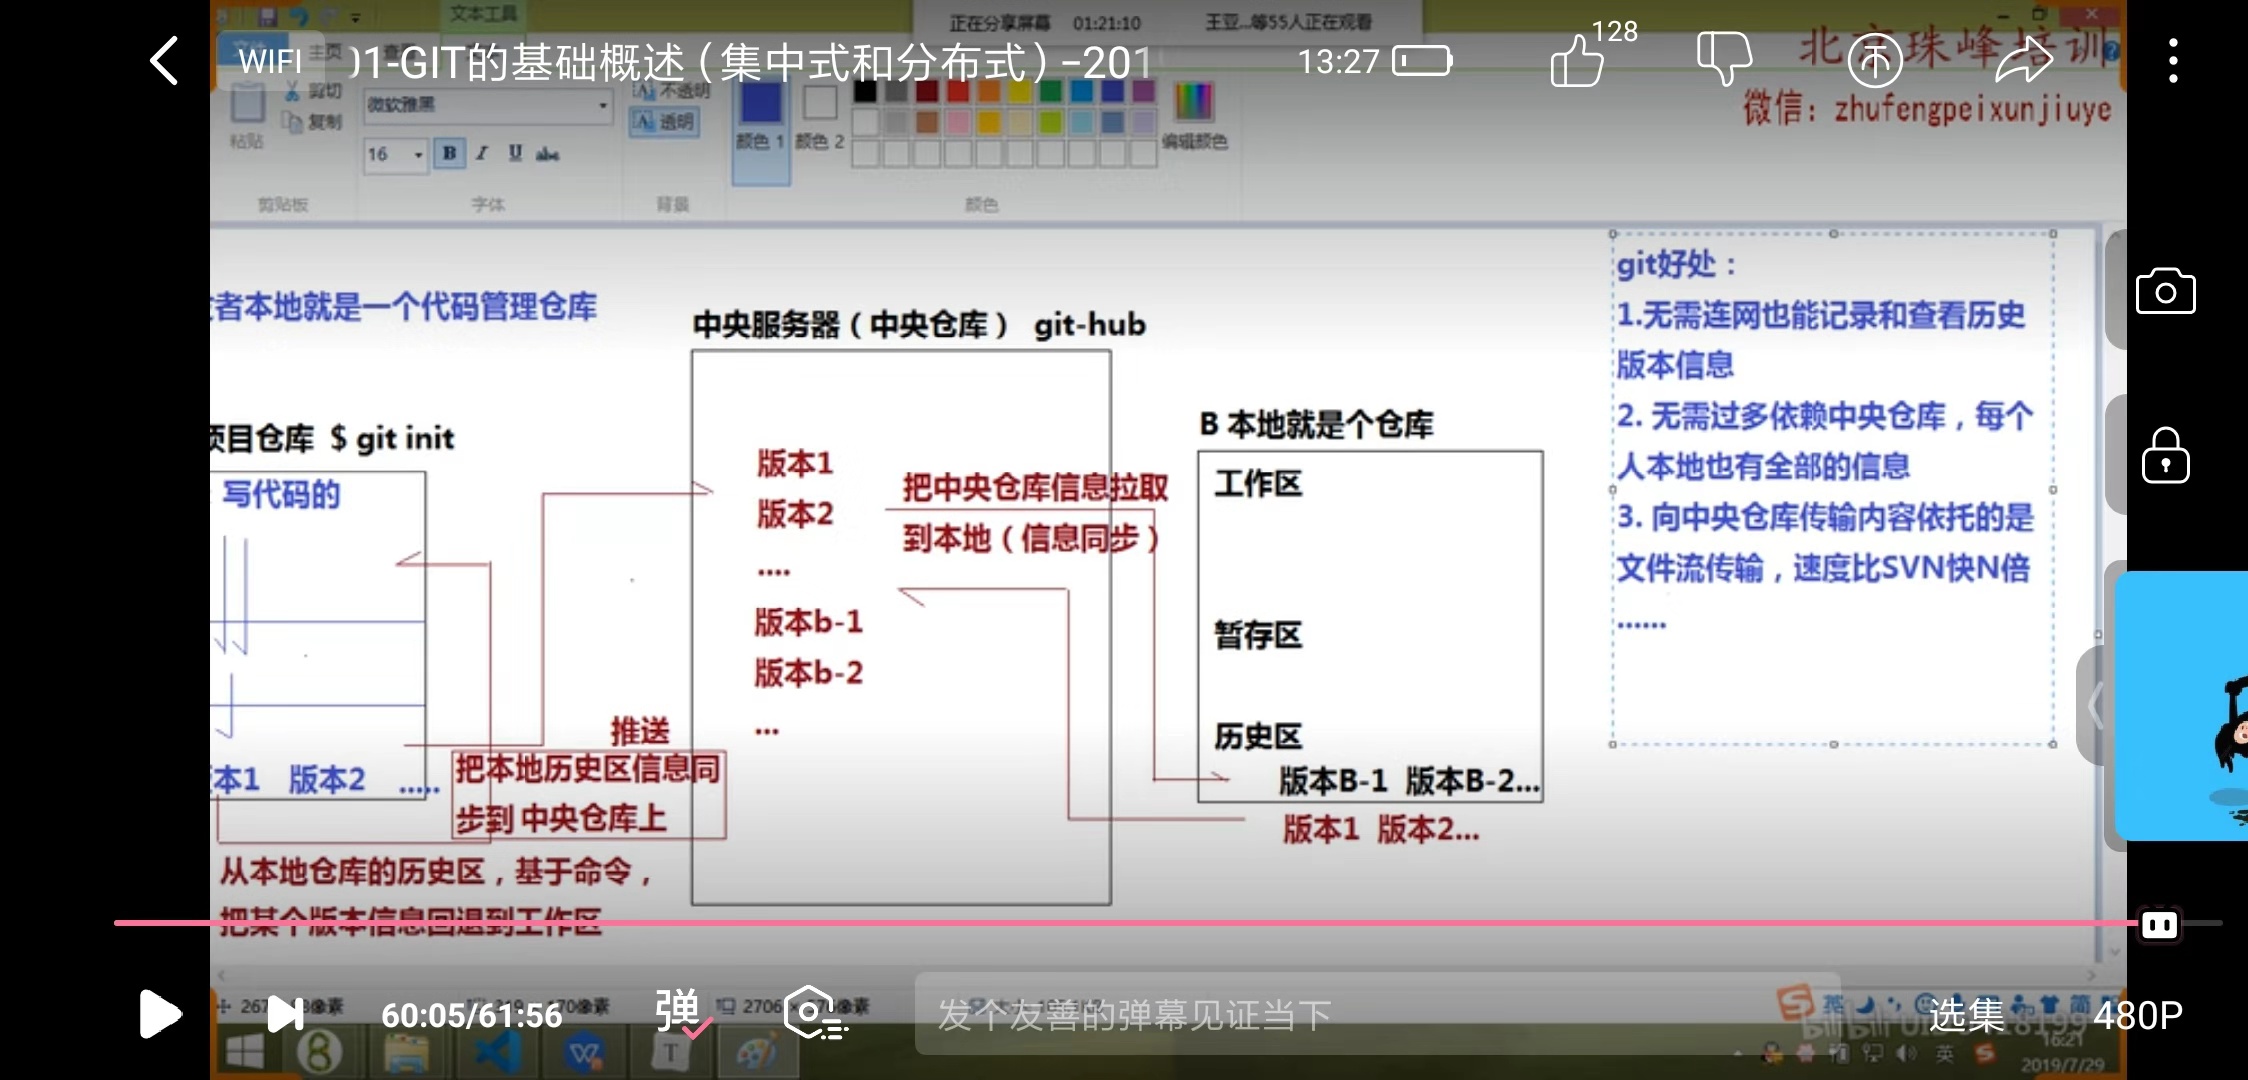 文本工具
正在分享屏幕 01:21:10 王亚...等55人正在观看
WIFI
)1-GIT的基础概述（集中式和分布式）-201
13:27
128
北京珠峰培训
微信：zhufengpeixunjiuye
主页
剪切
复制
粘贴
微软雅黑
16
B I U abc
不透明
透明
颜色 1
颜色 2
编辑颜色
剪贴板
字体
背景
颜色
者本地就是一个代码管理仓库
中央服务器（中央仓库） git-hub
项目仓库 $ git init
写代码的
版本1
版本2
....
版本b-1
版本b-2
...
把中央仓库信息拉取
到本地（信息同步）
B 本地就是个仓库
工作区
暂存区
历史区
版本B-1 版本B-2...
版本1 版本2...
git好处：
1.无需连网也能记录和查看历史
版本信息
2. 无需过多依赖中央仓库，每个
人本地也有全部的信息
3. 向中央仓库传输内容依托的是
文件流传输，速度比SVN快N倍
......
推送
把本地历史区信息同
步到 中央仓库上
本1 版本2 .....
从本地仓库的历史区，基于命令，
把某个版本信息回退到工作区
60:05/61:56
弹
发个友善的弹幕见证当下
选集
480P
英
简
英
16:21
2019/7/29